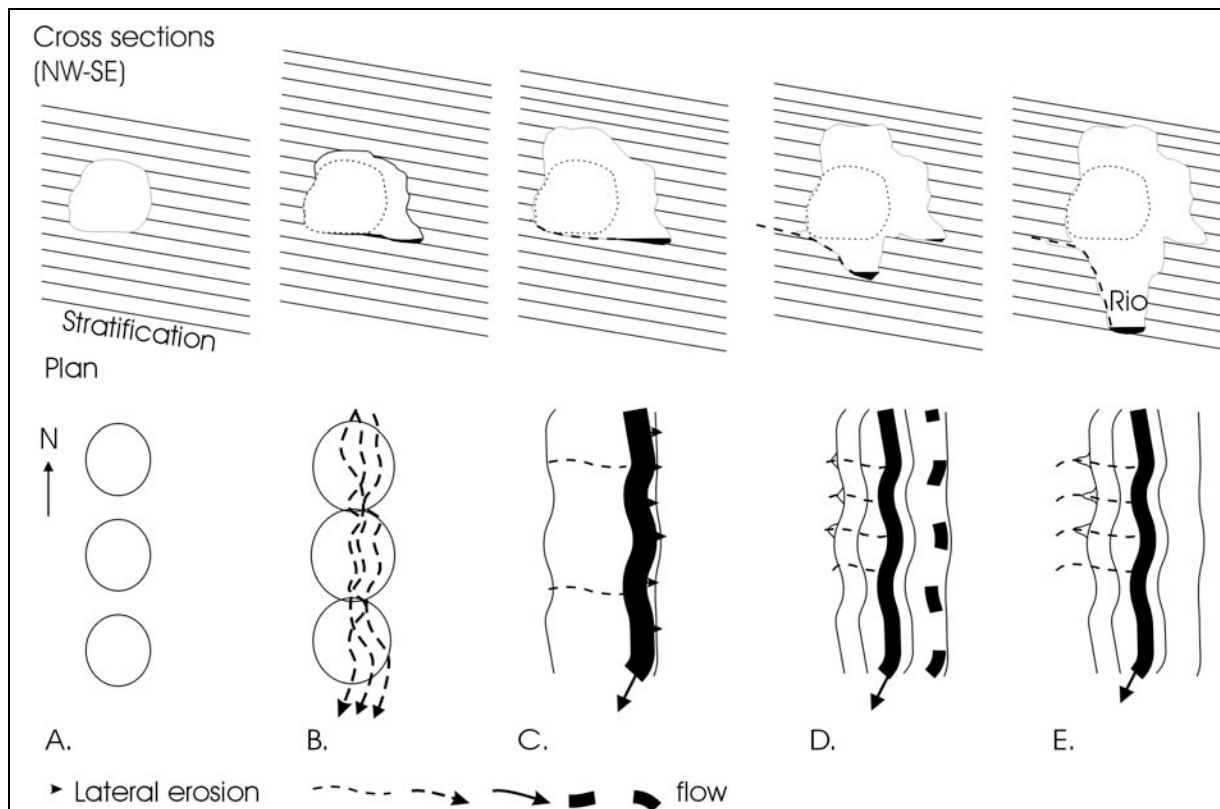 Cross sections
(NW-SE)
Stratification
Rio
Plan
N
A.
B.
C.
D.
E.
Lateral erosion
flow